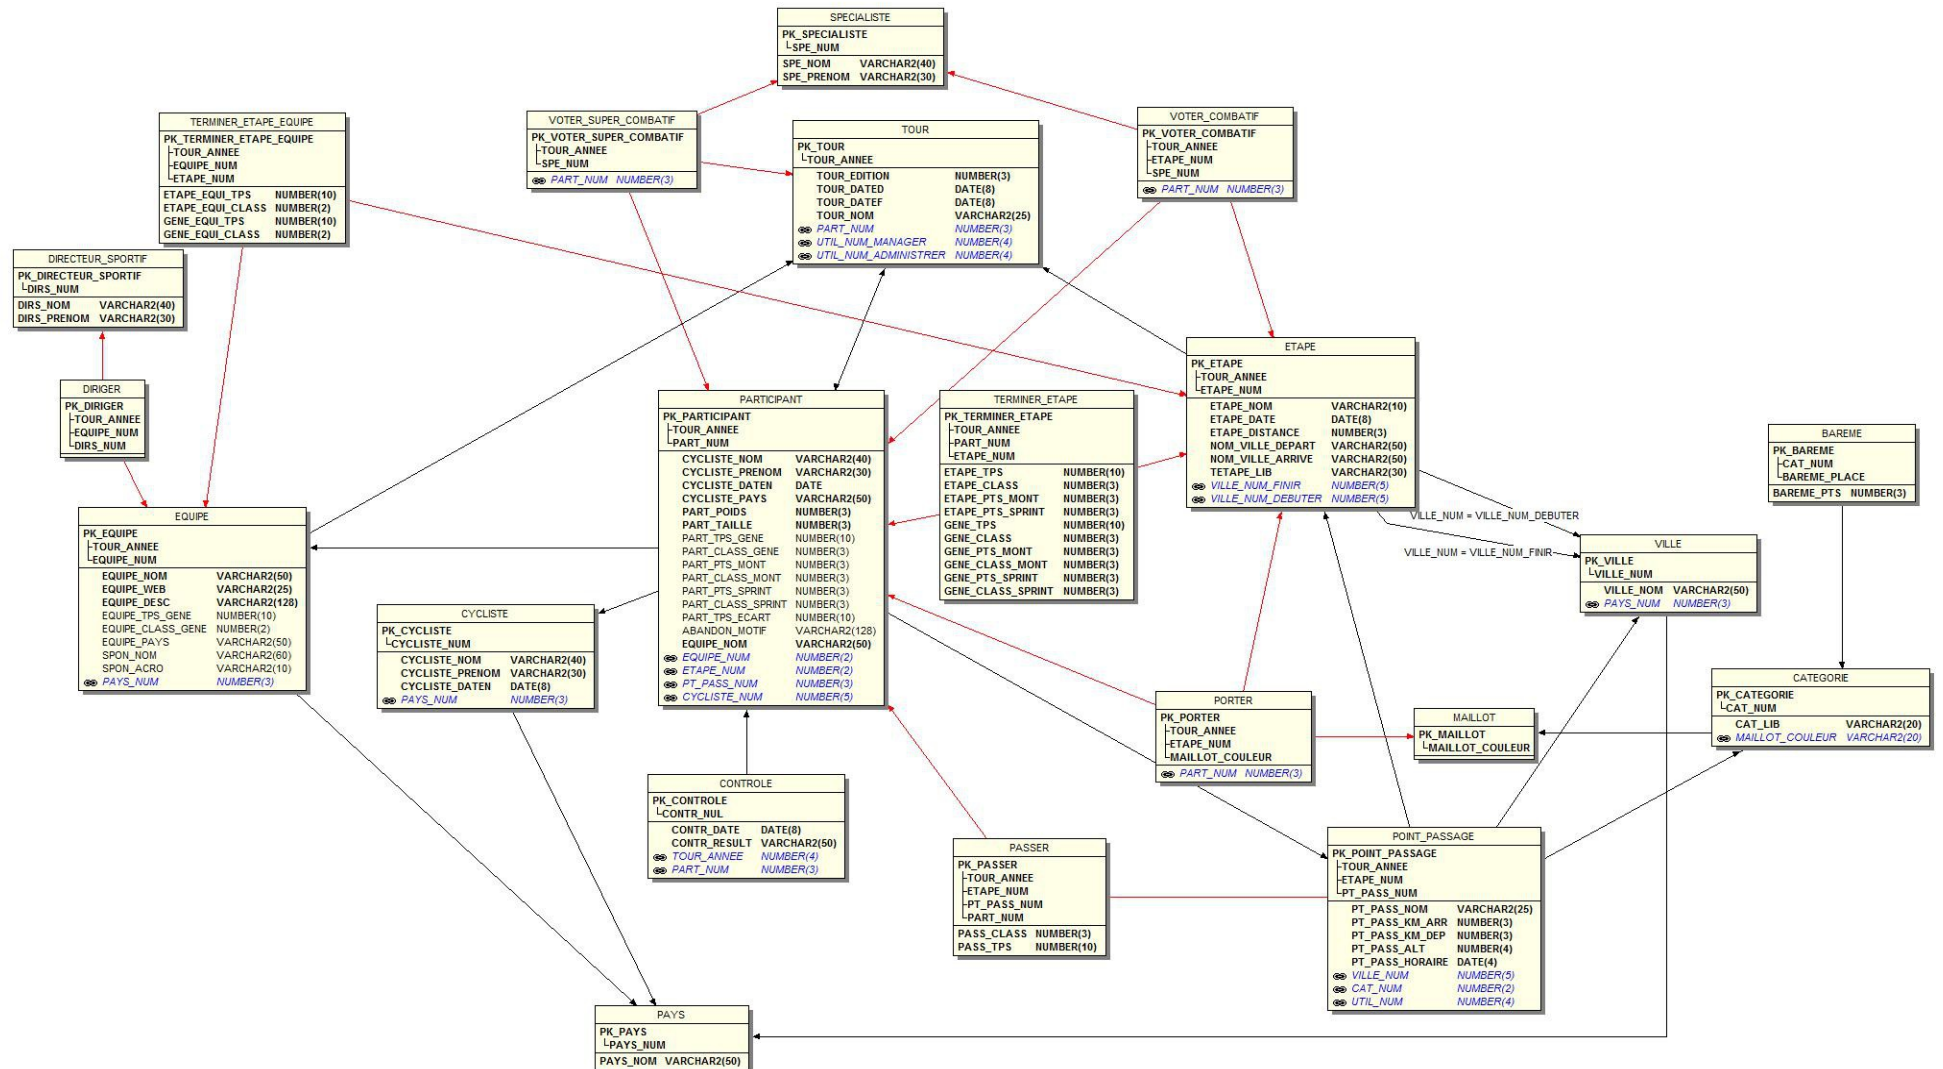 SPECIALISTE
PK_SPECIALISTE
SPE_NUM
SPE_NOM VARCHAR2(40)
SPE_PRENOM VARCHAR2(30)
TERMINER_ETAPE_EQUIPE
PK_TERMINER_ETAPE_EQUIPE
TOUR_ANNEE
EQUIPE_NUM
ETAPE_NUM
ETAPE_EQUI_TPS NUMBER(10)
ETAPE_EQUI_CLASS NUMBER(2)
GENE_EQUI_TPS NUMBER(10)
GENE_EQUI_CLASS NUMBER(2)
VOTER_SUPER_COMBATIF
PK_VOTER_SUPER_COMBATIF
TOUR_ANNEE
SPE_NUM
PART_NUM NUMBER(3)
TOUR
PK_TOUR
TOUR_ANNEE
TOUR_EDITION NUMBER(3)
TOUR_DATED DATE(8)
TOUR_DATEF DATE(8)
TOUR_NOM VARCHAR2(25)
PART_NUM NUMBER(3)
UTIL_NUM_MANAGER NUMBER(4)
UTIL_NUM_ADMINISTRER NUMBER(4)
VOTER_COMBATIF
PK_VOTER_COMBATIF
TOUR_ANNEE
ETAPE_NUM
SPE_NUM
PART_NUM NUMBER(3)
DIRECTEUR_SPORTIF
PK_DIRECTEUR_SPORTIF
DIRS_NUM
DIRS_NOM VARCHAR2(40)
DIRS_PRENOM VARCHAR2(30)
DIRIGER
PK_DIRIGER
TOUR_ANNEE
EQUIPE_NUM
DIRS_NUM
EQUIPE
PK_EQUIPE
TOUR_ANNEE
EQUIPE_NUM
EQUIPE_NOM VARCHAR2(50)
EQUIPE_WEB VARCHAR2(25)
EQUIPE_DESC VARCHAR2(128)
EQUIPE_TPS_GENE NUMBER(10)
EQUIPE_CLASS_GENE NUMBER(2)
EQUIPE_PAYS VARCHAR2(50)
SPON_NOM VARCHAR2(60)
SPON_ACRO VARCHAR2(10)
PAYS_NUM NUMBER(3)
CYCLISTE
PK_CYCLISTE
CYCLISTE_NUM
CYCLISTE_NOM VARCHAR2(40)
CYCLISTE_PRENOM VARCHAR2(30)
CYCLISTE_DATEN DATE(8)
PAYS_NUM NUMBER(3)
PARTICIPANT
PK_PARTICIPANT
TOUR_ANNEE
PART_NUM
CYCLISTE_NOM VARCHAR2(40)
CYCLISTE_PRENOM VARCHAR2(30)
CYCLISTE_DATEN DATE
CYCLISTE_PAYS VARCHAR2(50)
PART_POIDS NUMBER(3)
PART_TAILLE NUMBER(3)
PART_TPS_GENE NUMBER(10)
PART_CLASS_GENE NUMBER(3)
PART_PTS_MONT NUMBER(3)
PART_CLASS_MONT NUMBER(3)
PART_PTS_SPRINT NUMBER(3)
PART_CLASS_SPRINT NUMBER(3)
PART_TPS_ECART NUMBER(10)
ABANDON_MOTIF VARCHAR2(128)
EQUIPE_NOM VARCHAR2(50)
EQUIPE_NUM NUMBER(2)
ETAPE_NUM NUMBER(2)
PT_PASS_NUM NUMBER(3)
CYCLISTE_NUM NUMBER(5)
TERMINER_ETAPE
PK_TERMINER_ETAPE
TOUR_ANNEE
PART_NUM
ETAPE_NUM
ETAPE_TPS NUMBER(10)
ETAPE_CLASS NUMBER(3)
ETAPE_PTS_MONT NUMBER(3)
ETAPE_PTS_SPRINT NUMBER(3)
GENE_TPS NUMBER(10)
GENE_CLASS NUMBER(3)
GENE_PTS_MONT NUMBER(3)
GENE_CLASS_MONT NUMBER(3)
GENE_PTS_SPRINT NUMBER(3)
GENE_CLASS_SPRINT NUMBER(3)
ETAPE
PK_ETAPE
TOUR_ANNEE
ETAPE_NUM
ETAPE_NOM VARCHAR2(10)
ETAPE_DATE DATE(8)
ETAPE_DISTANCE NUMBER(3)
NOM_VILLE_DEPART VARCHAR2(50)
NOM_VILLE_ARRIVE VARCHAR2(50)
TETAPE_LIB VARCHAR2(30)
VILLE_NUM_FINIR NUMBER(5)
VILLE_NUM_DEBUTER NUMBER(5)
VILLE_NUM = VILLE_NUM_DEBUTER
VILLE_NUM = VILLE_NUM_FINIR
BAREME
PK_BAREME
CAT_NUM
BAREME_PLACE
BAREME_PTS NUMBER(3)
VILLE
PK_VILLE
VILLE_NUM
VILLE_NOM VARCHAR2(50)
PAYS_NUM NUMBER(3)
CATEGORIE
PK_CATEGORIE
CAT_NUM
CAT_LIB VARCHAR2(20)
MAILLOT_COULEUR VARCHAR2(20)
PORTER
PK_PORTER
TOUR_ANNEE
ETAPE_NUM
MAILLOT_COULEUR
PART_NUM NUMBER(3)
MAILLOT
PK_MAILLOT
MAILLOT_COULEUR
CONTROLE
PK_CONTROLE
CONTR_NUL
CONTR_DATE DATE(8)
CONTR_RESULT VARCHAR2(50)
TOUR_ANNEE NUMBER(4)
PART_NUM NUMBER(3)
PASSER
PK_PASSER
TOUR_ANNEE
ETAPE_NUM
PT_PASS_NUM
PART_NUM
PASS_CLASS NUMBER(3)
PASS_TPS NUMBER(10)
POINT_PASSAGE
PK_POINT_PASSAGE
TOUR_ANNEE
ETAPE_NUM
PT_PASS_NUM
PT_PASS_NOM VARCHAR2(25)
PT_PASS_KM_ARR NUMBER(3)
PT_PASS_KM_DEP NUMBER(3)
PT_PASS_ALT NUMBER(4)
PT_PASS_HORAIRE DATE(4)
VILLE_NUM NUMBER(5)
CAT_NUM NUMBER(2)
UTIL_NUM NUMBER(4)
PAYS
PK_PAYS
PAYS_NUM
PAYS_NOM VARCHAR2(50)